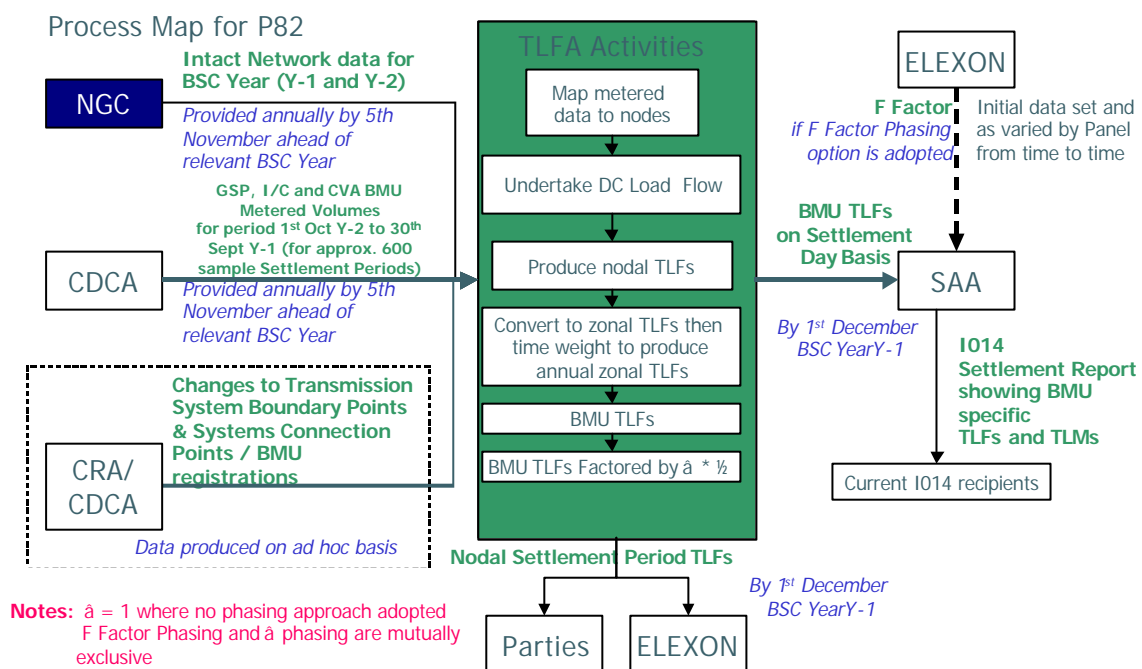 Process Map for P82
Intact Network data for
BSC Year (Y-1 and Y-2)
NGC
Provided annually by 5th
November ahead of
relevant BSC Year
GSP, I/C and CVA BMU
Metered Volumes
for period 1st Oct Y-2 to 30th
Sept Y-1 (for approx. 600
sample Settlement Periods)
CDCA
Provided annually by 5th
November ahead of
relevant BSC Year
Changes to Transmission
System Boundary Points
& Systems Connection
Points / BMU
registrations
CRA/
CDCA
Data produced on ad hoc basis
TLFA Activities
Map metered
data to nodes
Undertake DC Load Flow
Produce nodal TLFs
Convert to zonal TLFs then
time weight to produce
annual zonal TLFs
BMU TLFs
BMU TLFs Factored by â * ½
ELEXON
F Factor
if F Factor Phasing
option is adopted
Initial data set and
as varied by Panel
from time to time
BMU TLFs
on Settlement
Day Basis
SAA
By 1st December
BSC YearY-1
I014
Settlement Report
showing BMU
specific
TLFs and TLMs
Current I014 recipients
Nodal Settlement Period TLFs
By 1st December
BSC YearY-1
Parties
ELEXON
Notes: â = 1 where no phasing approach adopted
F Factor Phasing and â phasing are mutually
exclusive